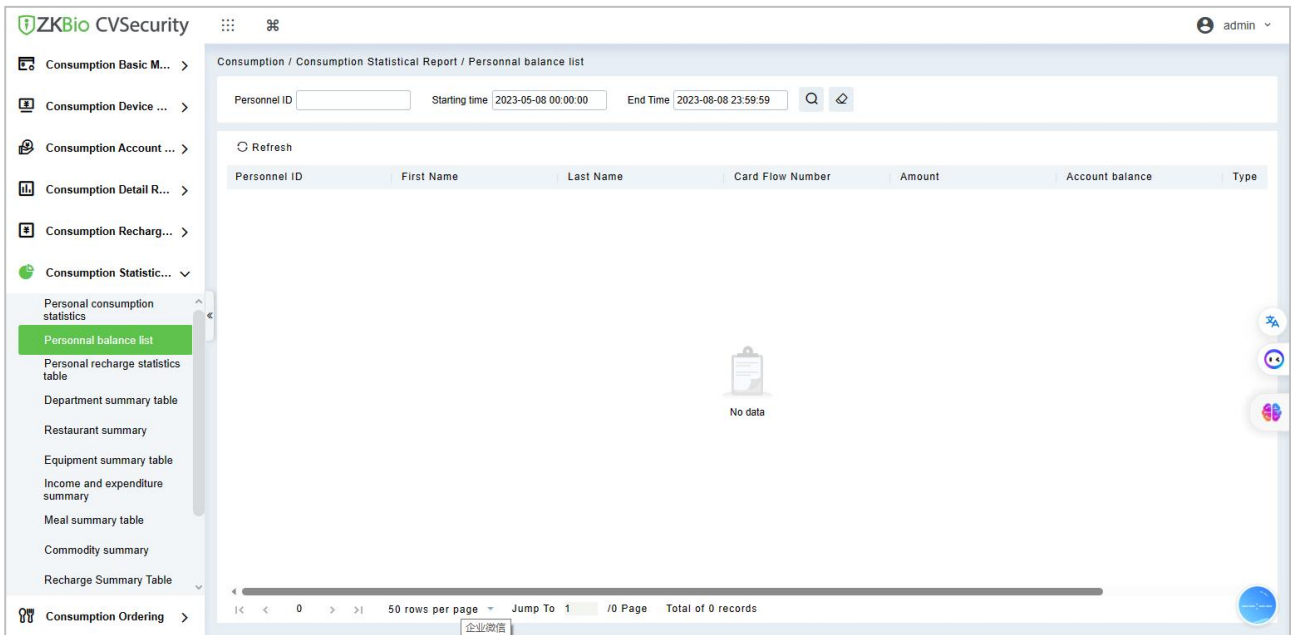 ZKBio CVSecurity
admin
Consumption Basic M...
Consumption Device ...
Consumption Account ...
Consumption Detail R...
Consumption Recharg...
Consumption Statistic...
Personal consumption
statistics
Personnal balance list
Personal recharge statistics
table
Department summary table
Restaurant summary
Equipment summary table
Income and expenditure
summary
Meal summary table
Commodity summary
Recharge Summary Table
Consumption Ordering
Consumption / Consumption Statistical Report / Personnal balance list
Personnel ID Starting time 2023-05-08 00:00:00 End Time 2023-08-08 23:59:59
Refresh
Personnel ID First Name Last Name Card Flow Number Amount Account balance Type
No data
0 50 rows per page Jump To 1 /0 Page Total of 0 records
企业微信